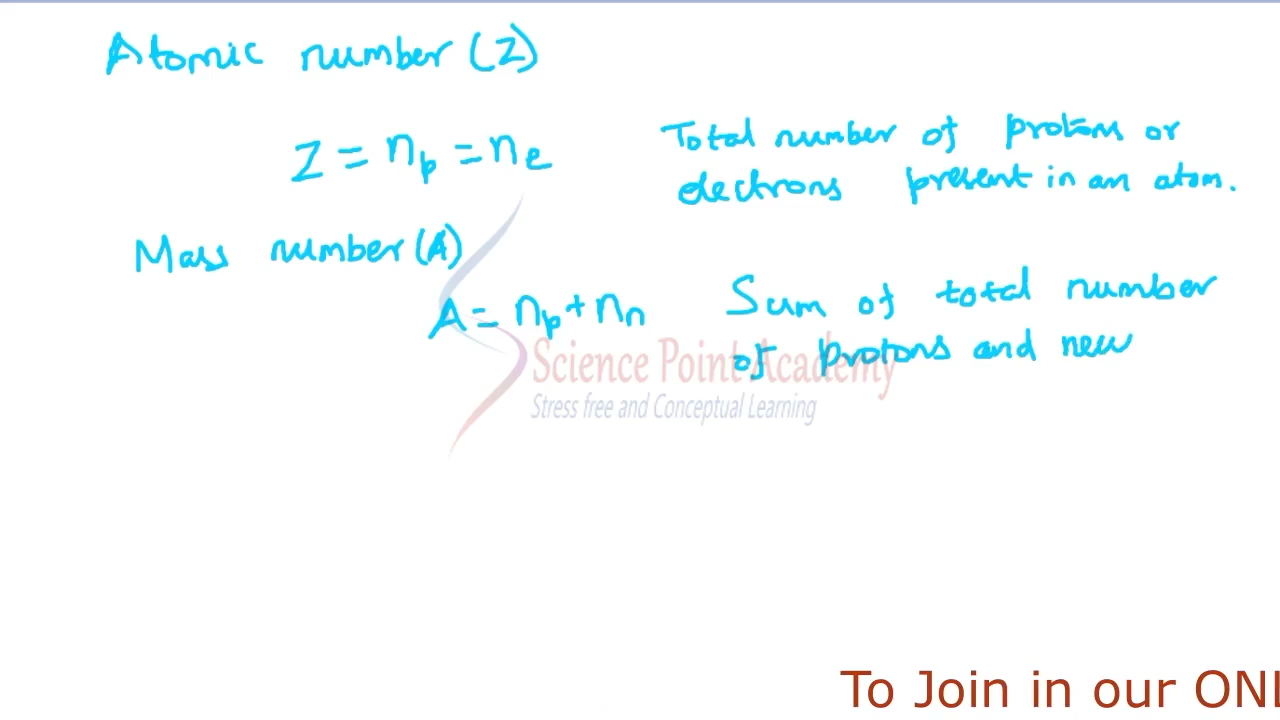 Atomic number (Z)
Z = np = ne
Total number of protons or
electrons present in an atom.
Mass number (A)
A = np + nn
Sum of total number
of protons and neu
Science Point Academy
Stress free and Conceptual Learning
To Join in our ONL